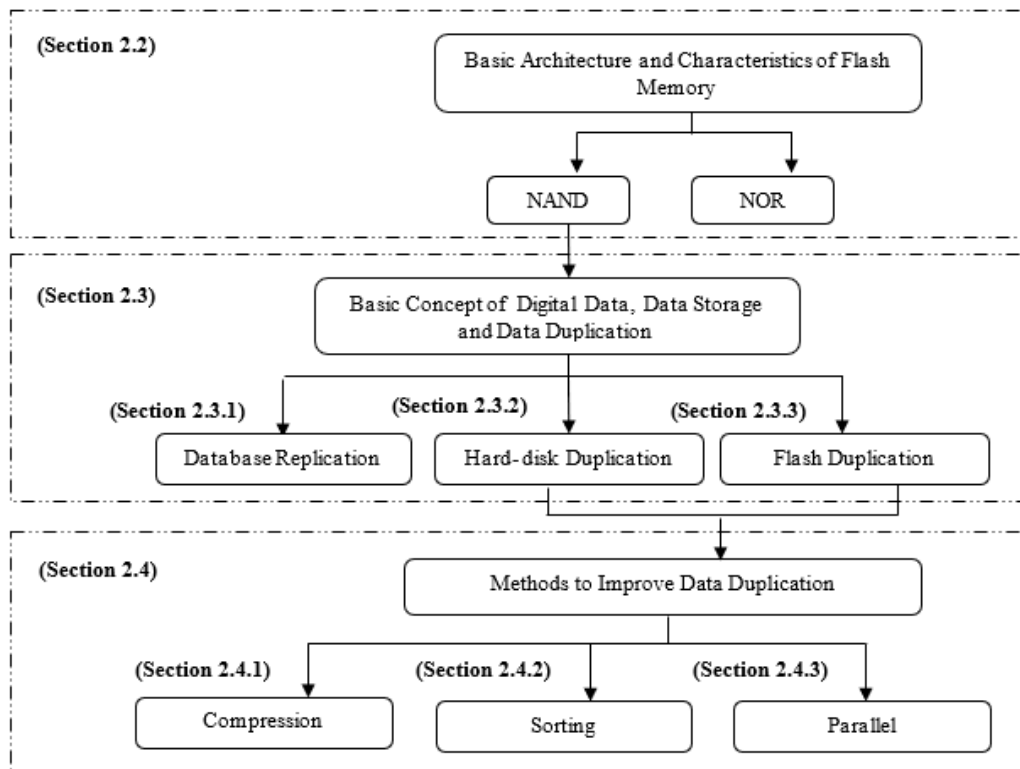 (Section 2.2)
Basic Architecture and Characteristics of Flash
Memory
NAND
NOR
(Section 2.3)
Basic Concept of Digital Data, Data Storage
and Data Duplication
(Section 2.3.1)
(Section 2.3.2)
(Section 2.3.3)
Database Replication
Hard-disk Duplication
Flash Duplication
(Section 2.4)
Methods to Improve Data Duplication
(Section 2.4.1)
(Section 2.4.2)
(Section 2.4.3)
Compression
Sorting
Parallel